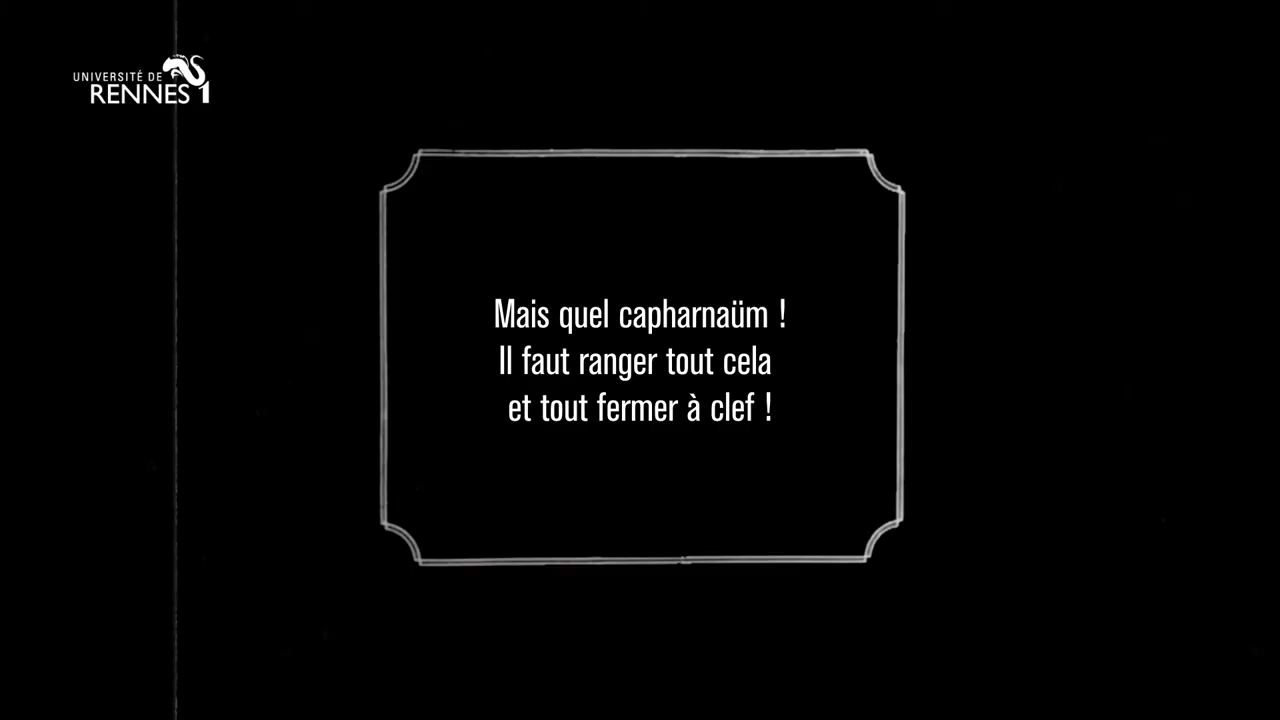 UNIVERSITÉ DE
RENNES 1
Mais quel capharnaüm !
Il faut ranger tout cela
et tout fermer à clef !